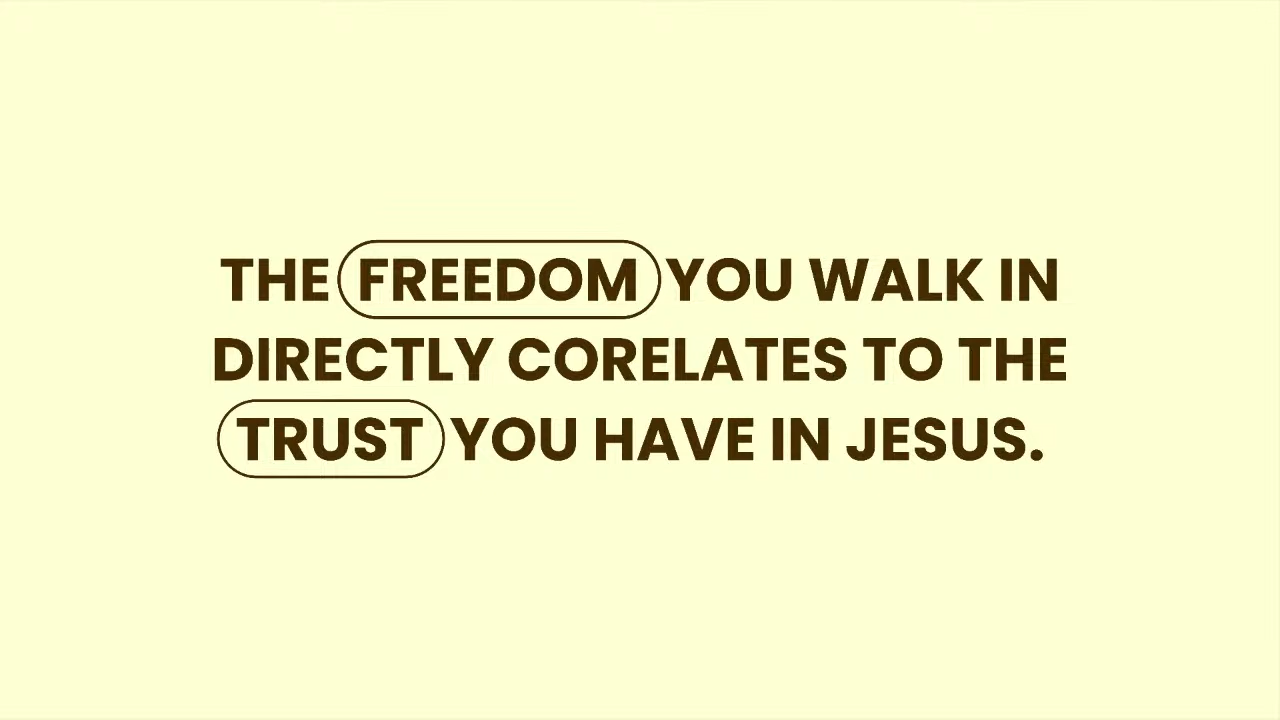 THE FREEDOM YOU WALK IN
DIRECTLY CORELATES TO THE
TRUST YOU HAVE IN JESUS.